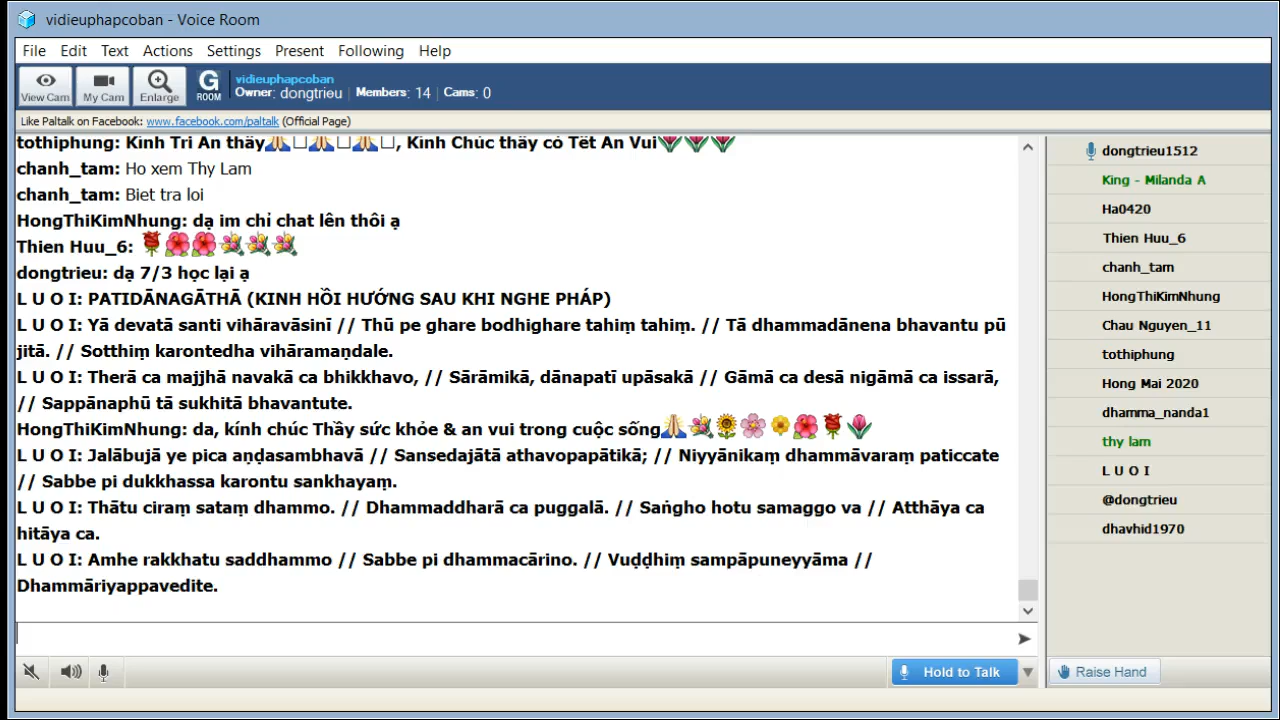 vidieuphapcoban - Voice Room
File Edit Text Actions Settings Present Following Help
View Cam My Cam Enlarge G ROOM vidieuphapcoban
Owner: dongtrieu | Members: 14 | Cams: 0
Like Paltalk on Facebook: www.facebook.com/paltalk (Official Page)
tothiphung: Kính Tri Ân thầy🙏□🙏□🙏□, Kính Chúc thầy có Tết An Vui🌷🌷🌷
chanh_tam: Ho xem Thy Lam
chanh_tam: Biet tra loi
HongThiKimNhung: dạ im chỉ chat lên thôi ạ
Thien Huu_6: 🌹🌺🌺💐💐💐
dongtrieu: dạ 7/3 học lại ạ
L U O I: PATIDĀNAGĀTHĀ (KINH HỒI HƯỚNG SAU KHI NGHE PHÁP)
L U O I: Yā devatā santi vihāravāsinī // Thū pe ghare bodhighare tahiṃ tahiṃ. // Tā dhammadānena bhavantu pū
jitā. // Sotthiṃ karontedha vihāramaṇdale.
L U O I: Therā ca majjhā navakā ca bhikkhavo, // Sārāmikā, dānapatī upāsakā // Gāmā ca desā nigāmā ca issarā,
// Sappānaphū tā sukhitā bhavantute.
HongThiKimNhung: da, kính chúc Thầy sức khỏe & an vui trong cuộc sống🙏💐🌻🌸🌼🌺🌹🌷
L U O I: Jalābujā ye pica aṇḍasambhavā // Sansedajātā athavopapātikā; // Niyyānikaṃ dhammāvaraṃ paticcate
// Sabbe pi dukkhassa karontu sankhayaṃ.
L U O I: Thātu ciraṃ sataṃ dhammo. // Dhammaddharā ca puggalā. // Saṅgho hotu samaggo va // Atthāya ca
hitāya ca.
L U O I: Amhe rakkhatu saddhammo // Sabbe pi dhammacārino. // Vuḍḍhiṃ sampāpuneyyāma //
Dhammāriyappavedite.
dongtrieu1512
King - Milanda A
Ha0420
Thien Huu_6
chanh_tam
HongThiKimNhung
Chau Nguyen_11
tothiphung
Hong Mai 2020
dhamma_nanda1
thy lam
L U O I
@dongtrieu
dhavhid1970
Hold to Talk
Raise Hand